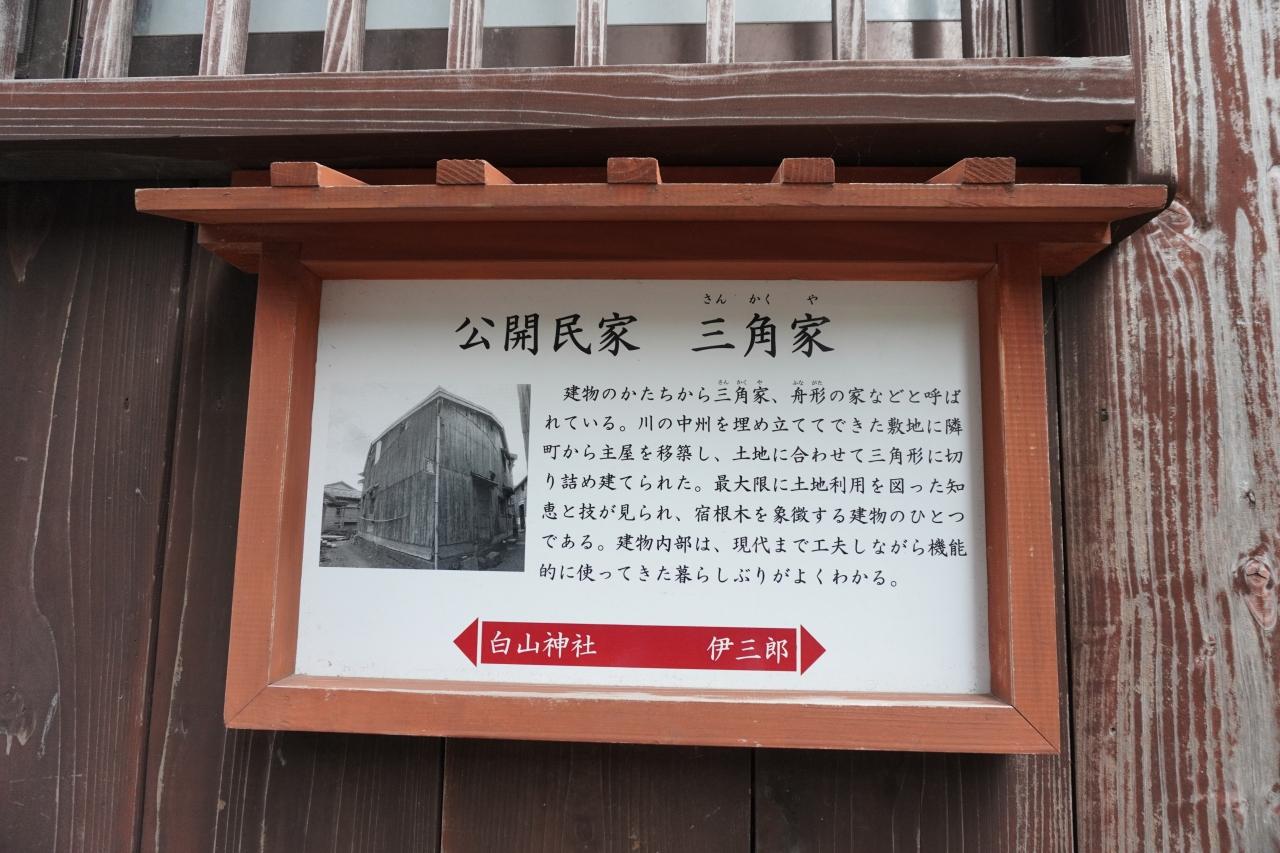 さん かく や
公開民家 三角家
さん かく や ふな がた
建物のかたちから三角家、舟形の家などと呼ば
れている。川の中州を埋め立ててできた敷地に隣
町から主屋を移築し、土地に合わせて三角形に切
り詰め建てられた。最大限に土地利用を図った知
恵と技が見られ、宿根木を象徴する建物のひとつ
である。建物内部は、現代まで工夫しながら機能
的に使ってきた暮らしぶりがよくわかる。
白山神社 伊三郎